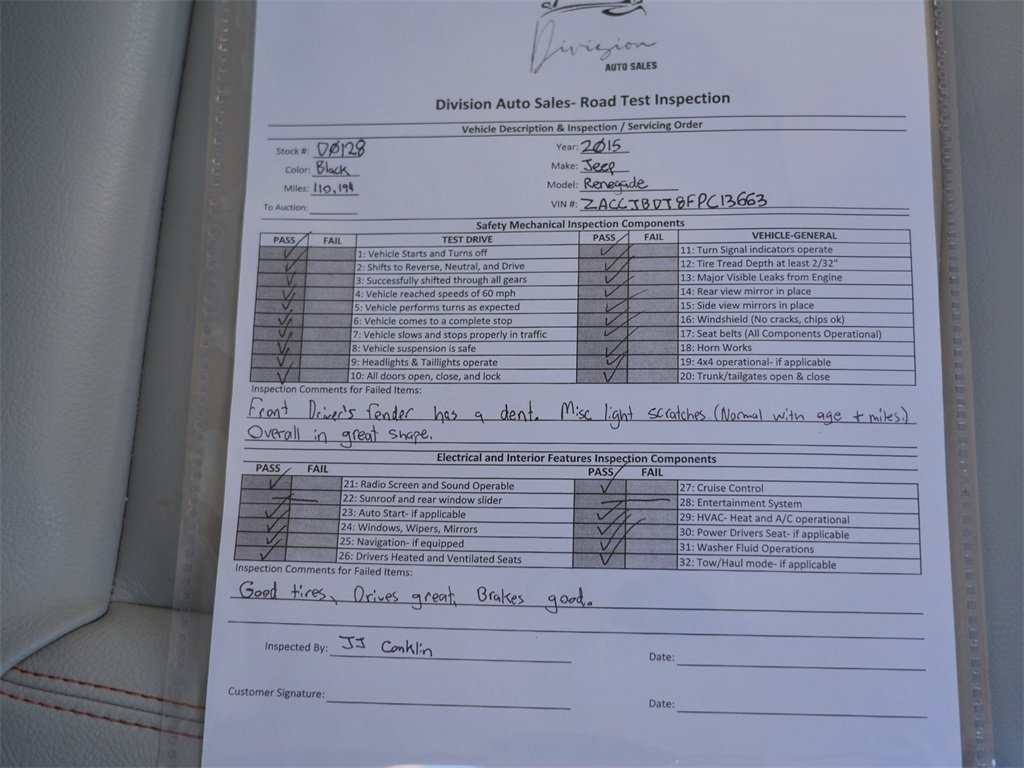 Division
AUTO SALES
Division Auto Sales- Road Test Inspection
Vehicle Description & Inspection / Servicing Order
Stock #: DØ128
Year: 2Ø15
Color: Black
Make: Jeep
Miles: 110,194
Model: Renegade
To Auction:
VIN #: ZACCJBDT8FPC13663
Safety Mechanical Inspection Components
PASS FAIL TEST DRIVE PASS FAIL VEHICLE-GENERAL
1: Vehicle Starts and Turns off
11: Turn Signal indicators operate
2: Shifts to Reverse, Neutral, and Drive
12: Tire Tread Depth at least 2/32"
3: Successfully shifted through all gears
13: Major Visible Leaks from Engine
4: Vehicle reached speeds of 60 mph
14: Rear view mirror in place
5: Vehicle performs turns as expected
15: Side view mirrors in place
6: Vehicle comes to a complete stop
16: Windshield (No cracks, chips ok)
7: Vehicle slows and stops properly in traffic
17: Seat belts (All Components Operational)
8: Vehicle suspension is safe
18: Horn Works
9: Headlights & Taillights operate
19: 4x4 operational- if applicable
10: All doors open, close, and lock
20: Trunk/tailgates open & close
Inspection Comments for Failed Items:
Front Driver's fender has a dent. Misc light scratches (Normal with age + miles.)
Overall in great shape.
Electrical and Interior Features Inspection Components
PASS FAIL PASS FAIL
21: Radio Screen and Sound Operable
27: Cruise Control
22: Sunroof and rear window slider
28: Entertainment System
23: Auto Start- if applicable
29: HVAC- Heat and A/C operational
24: Windows, Wipers, Mirrors
30: Power Drivers Seat- if applicable
25: Navigation- if equipped
31: Washer Fluid Operations
26: Drivers Heated and Ventilated Seats
32: Tow/Haul mode- if applicable
Inspection Comments for Failed Items:
Good tires, Drives great, Brakes good.
Inspected By: JJ Conklin
Date:
Customer Signature:
Date: